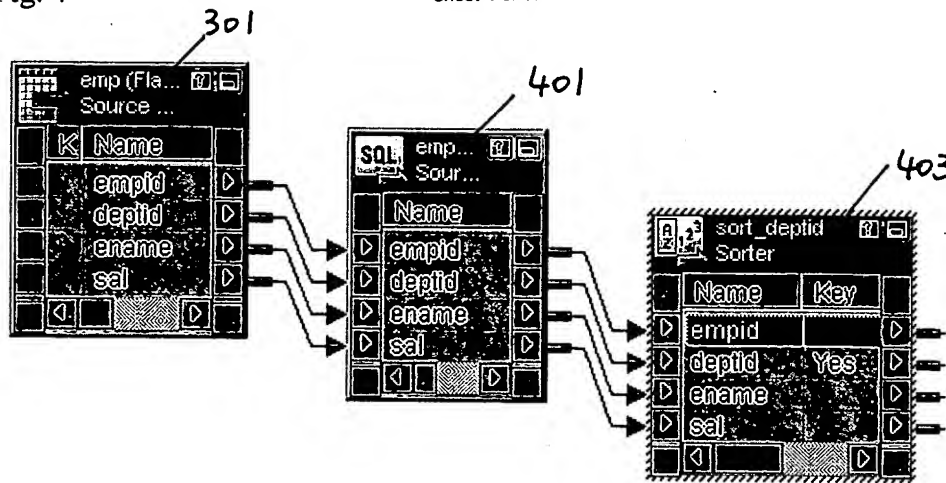 301
emp (Fla...
Source ...
K Name
empid
deptid
ename
sal
401
SQL emp...
Sour...
Name
empid
deptid
ename
sal
403
sort_deptid
Sorter
Name Key
empid
deptid Yes
ename
sal